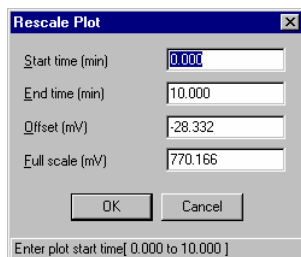 Rescale Plot
Start time (min) 0.000
End time (min) 10.000
Offset (mV) -28.332
Full scale (mV) 770.166
OK Cancel
Enter plot start time[ 0.000 to 10.000 ]